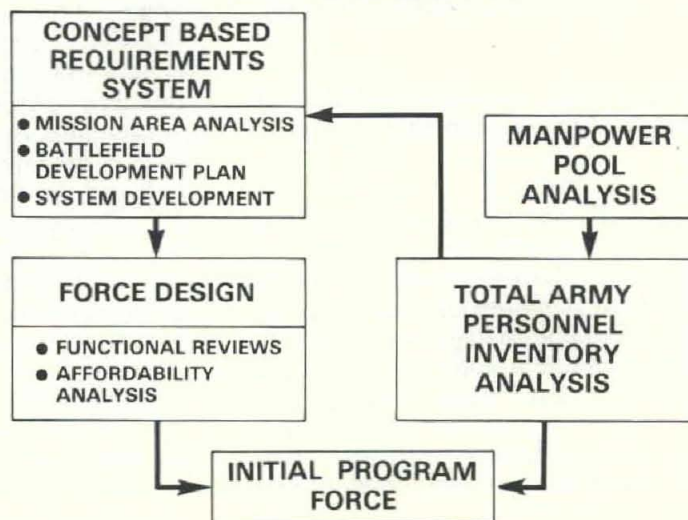 CONCEPT BASED
REQUIREMENTS
SYSTEM
● MISSION AREA ANALYSIS
● BATTLEFIELD
DEVELOPMENT PLAN
● SYSTEM DEVELOPMENT
MANPOWER
POOL
ANALYSIS
FORCE DESIGN
● FUNCTIONAL REVIEWS
● AFFORDABILITY
ANALYSIS
TOTAL ARMY
PERSONNEL
INVENTORY
ANALYSIS
INITIAL PROGRAM
FORCE